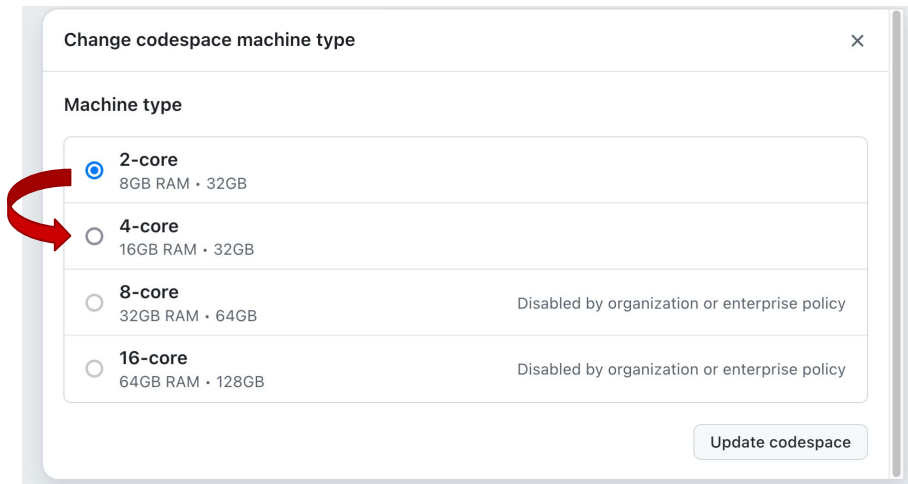 Change codespace machine type
Machine type
2-core
8GB RAM • 32GB
4-core
16GB RAM • 32GB
8-core
32GB RAM • 64GB
Disabled by organization or enterprise policy
16-core
64GB RAM • 128GB
Disabled by organization or enterprise policy
Update codespace